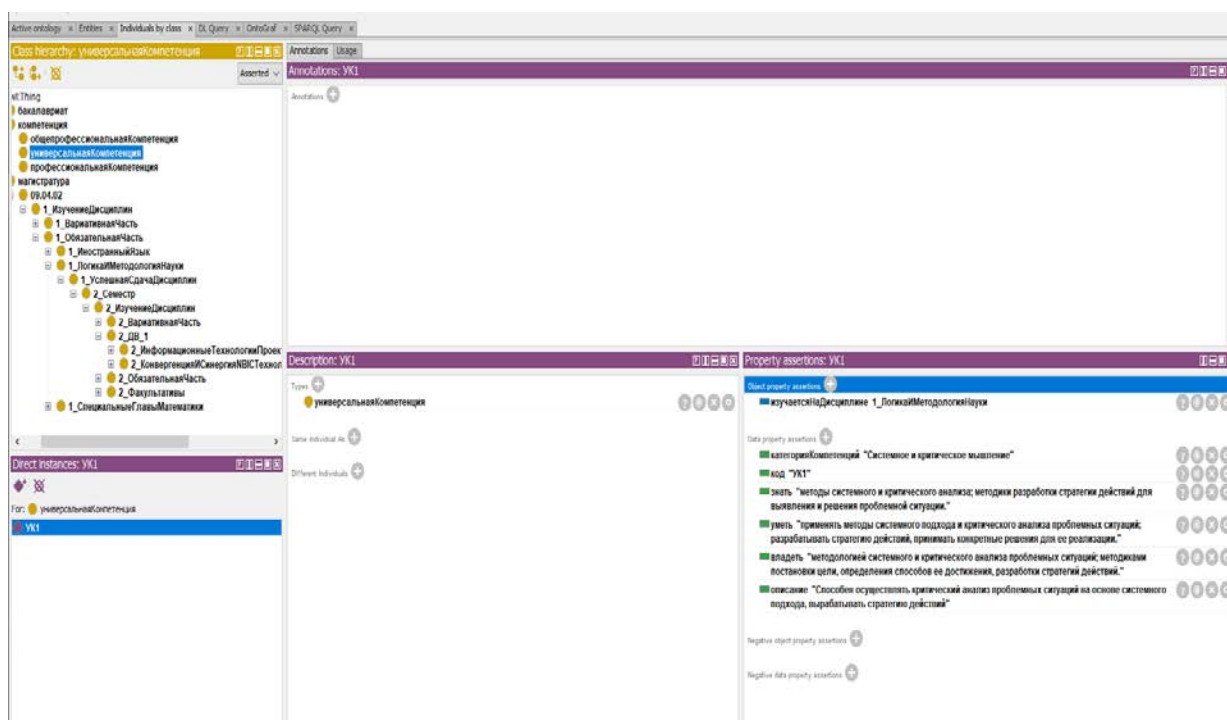 Active ontology × Entities × Individuals by class × DL Query × OntoGraf × SPARQL Query ×
Class hierarchy: универсальнаяКомпетенция
Asserted
wl:Thing
бакалавриат
компетенция
общепрофессиональнаяКомпетенция
универсальнаяКомпетенция
профессиональнаяКомпетенция
магистратура
09.04.02
1_ИзучениеДисциплин
1_ВариативнаяЧасть
1_ОбязательнаяЧасть
1_ИностранныйЯзык
1_ЛогикаИМетодологияНауки
1_УспешнаяСдачаДисциплин
2_Семестр
2_ИзучениеДисциплин
2_ВариативнаяЧасть
2_ДВ_1
2_ИнформационныеТехнологииПроек
2_КонвергенцияИСинергияNBICТехнол
2_ОбязательнаяЧасть
2_Факультативы
1_СпециальныеГлавыМатематики
Direct instances: УК1
For: универсальнаяКомпетенция
УК1
Annotations Usage
Annotations: УК1
Annotations
Description: УК1
Types
универсальнаяКомпетенция
Same Individual As
Different Individuals
Property assertions: УК1
Object property assertions
изучаетсяНаДисциплине 1_ЛогикаИМетодологияНауки
Data property assertions
категорияКомпетенций "Системное и критическое мышление"
код "УК1"
знать "методы системного и критического анализа; методики разработки стратегии действий для
выявления и решения проблемной ситуации."
уметь "применять методы системного подхода и критического анализа проблемных ситуаций;
разрабатывать стратегию действий, принимать конкретные решения для ее реализации."
владеть "методологией системного и критического анализа проблемных ситуаций; методиками
постановки цели, определения способов ее достижения, разработки стратегий действий."
описание "Способен осуществлять критический анализ проблемных ситуаций на основе системного
подхода, вырабатывать стратегию действий"
Negative object property assertions
Negative data property assertions